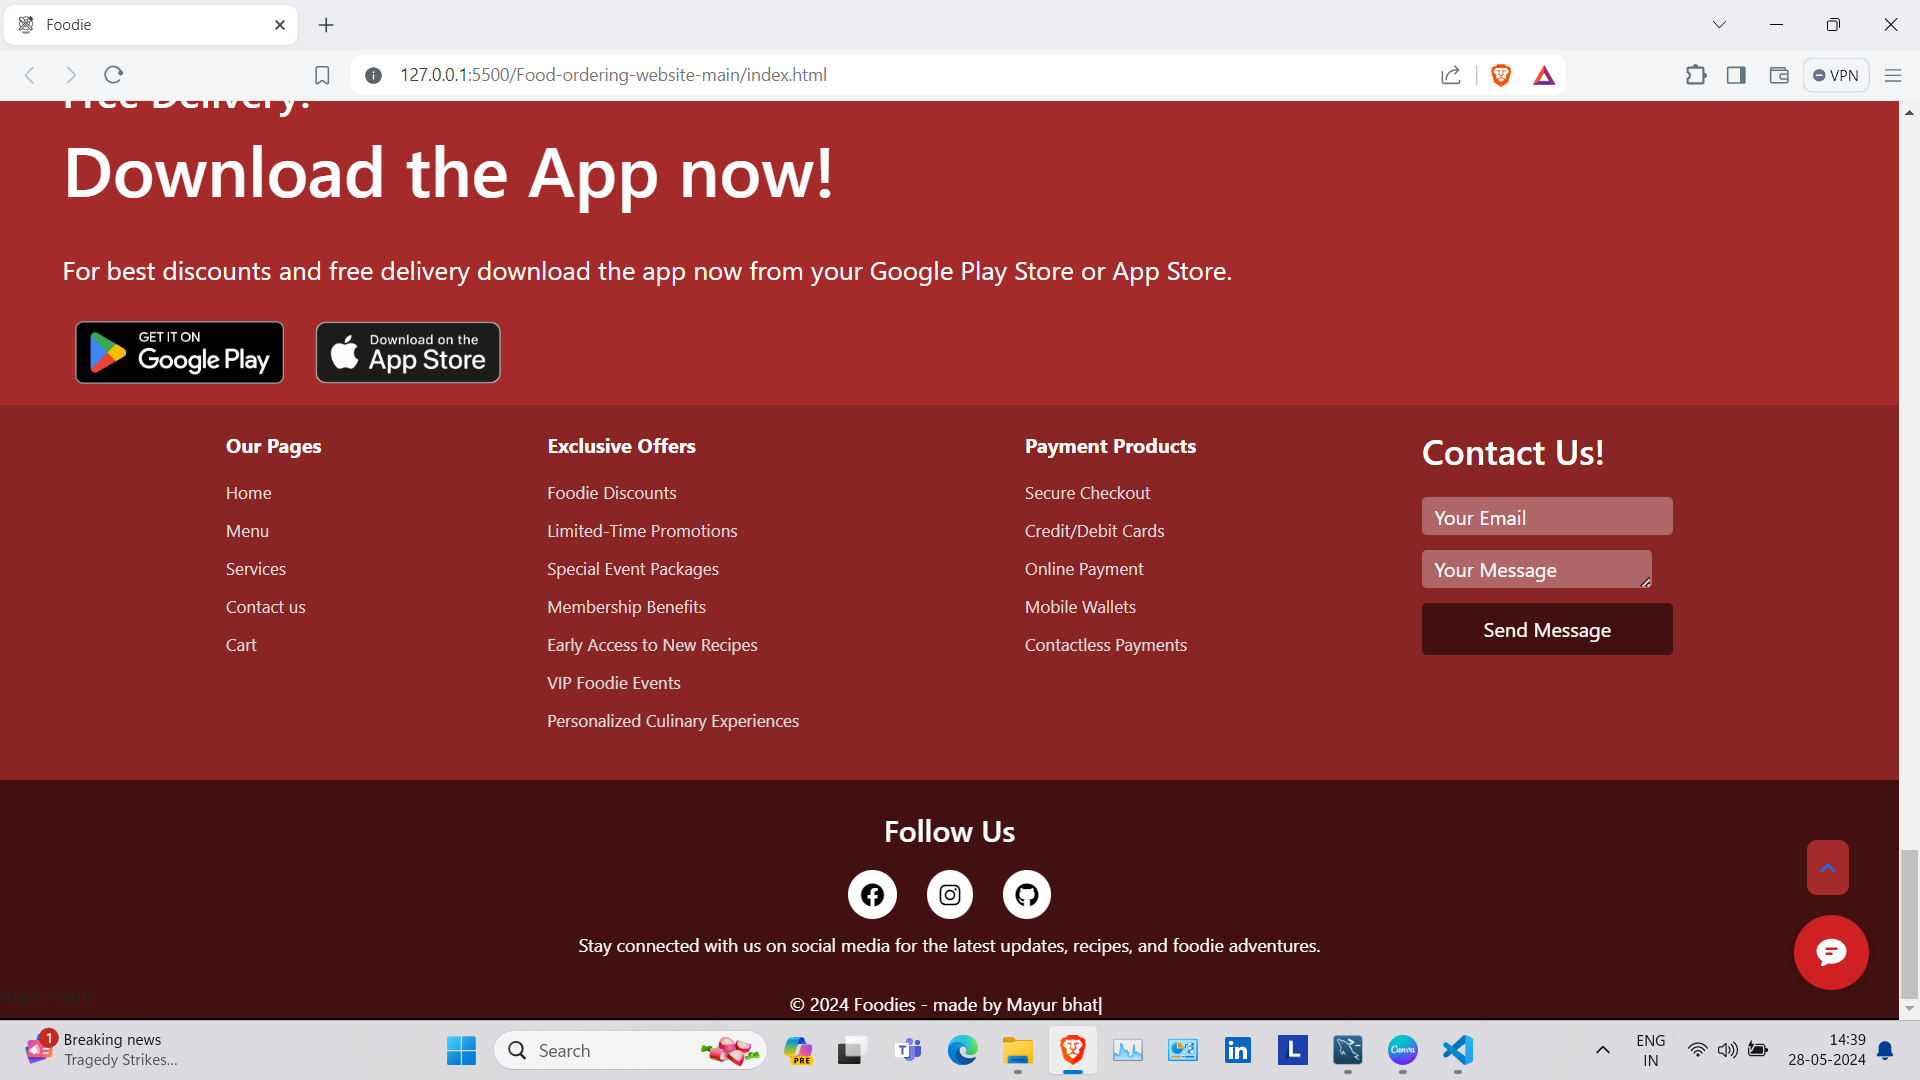 Foodie
127.0.0.1:5500/Food-ordering-website-main/index.html
VPN
Free Delivery!
Download the App now!
For best discounts and free delivery download the app now from your Google Play Store or App Store.
GET IT ON
Google Play
Download on the
App Store
Our Pages
Home
Menu
Services
Contact us
Cart
Exclusive Offers
Foodie Discounts
Limited-Time Promotions
Special Event Packages
Membership Benefits
Early Access to New Recipes
VIP Foodie Events
Personalized Culinary Experiences
Payment Products
Secure Checkout
Credit/Debit Cards
Online Payment
Mobile Wallets
Contactless Payments
Contact Us!
Your Email
Your Message
Send Message
Follow Us
Stay connected with us on social media for the latest updates, recipes, and foodie adventures.
main main
© 2024 Foodies - made by Mayur bhat|
1
Breaking news
Tragedy Strikes...
Search
PRE
T
in
L
Canva
ENG
IN
14:39
28-05-2024